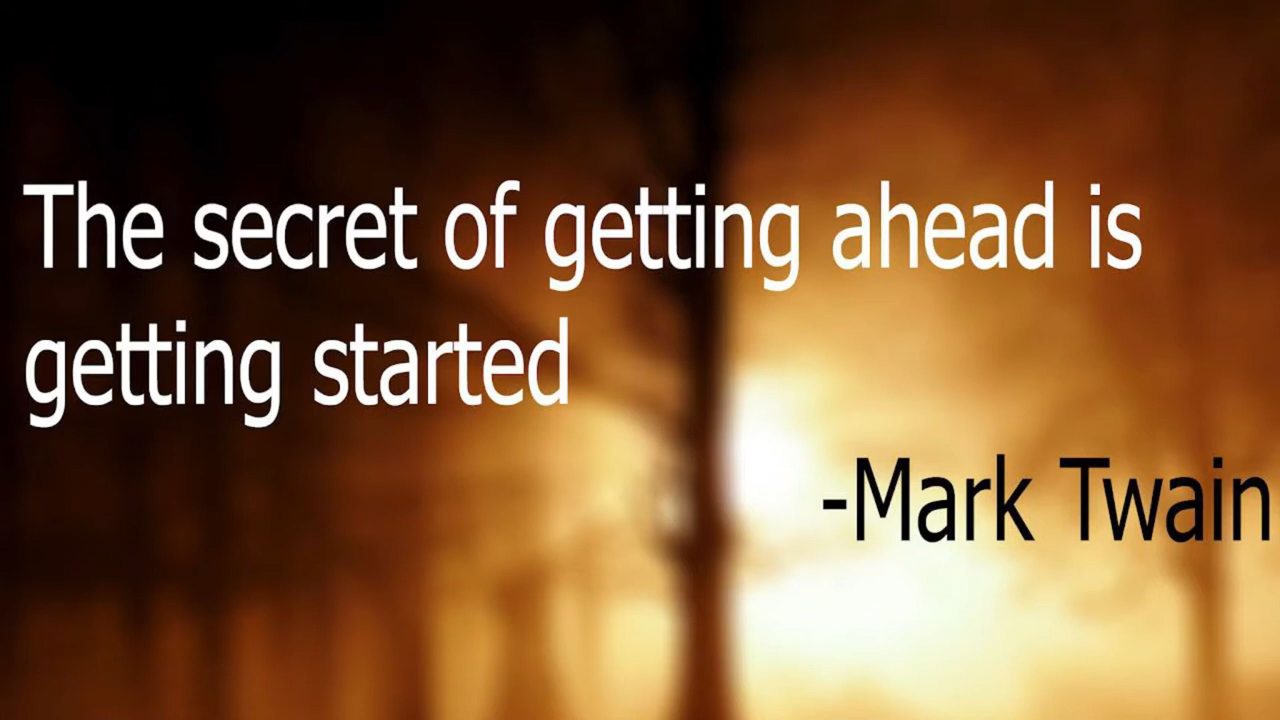 The secret of getting ahead is
getting started
-Mark Twain